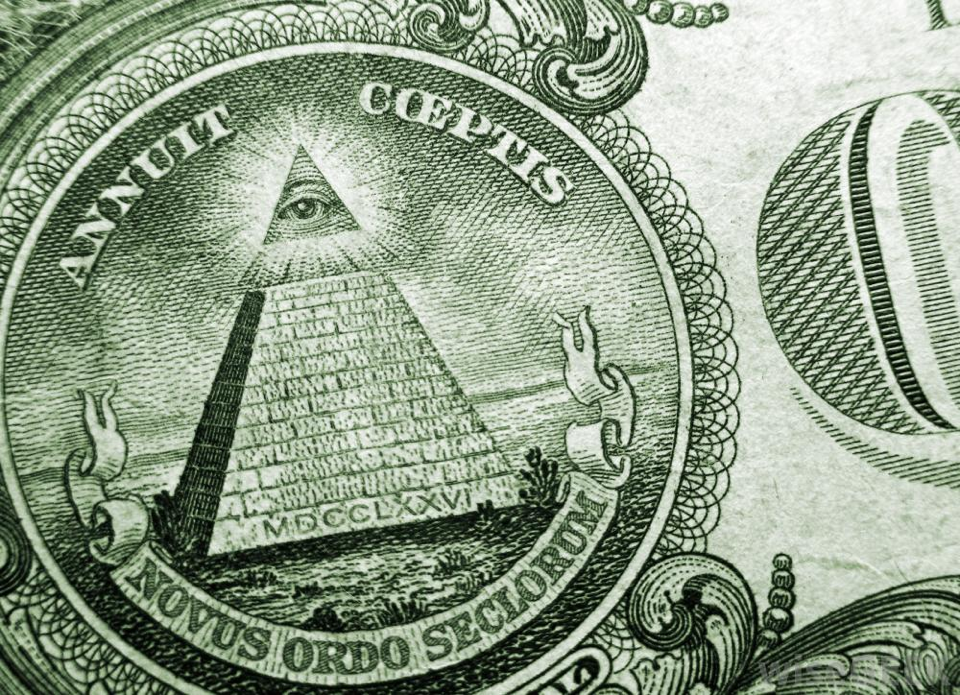 ANNUIT CŒPTIS
MDCCLXXVI
NOVUS ORDO SECLORUM